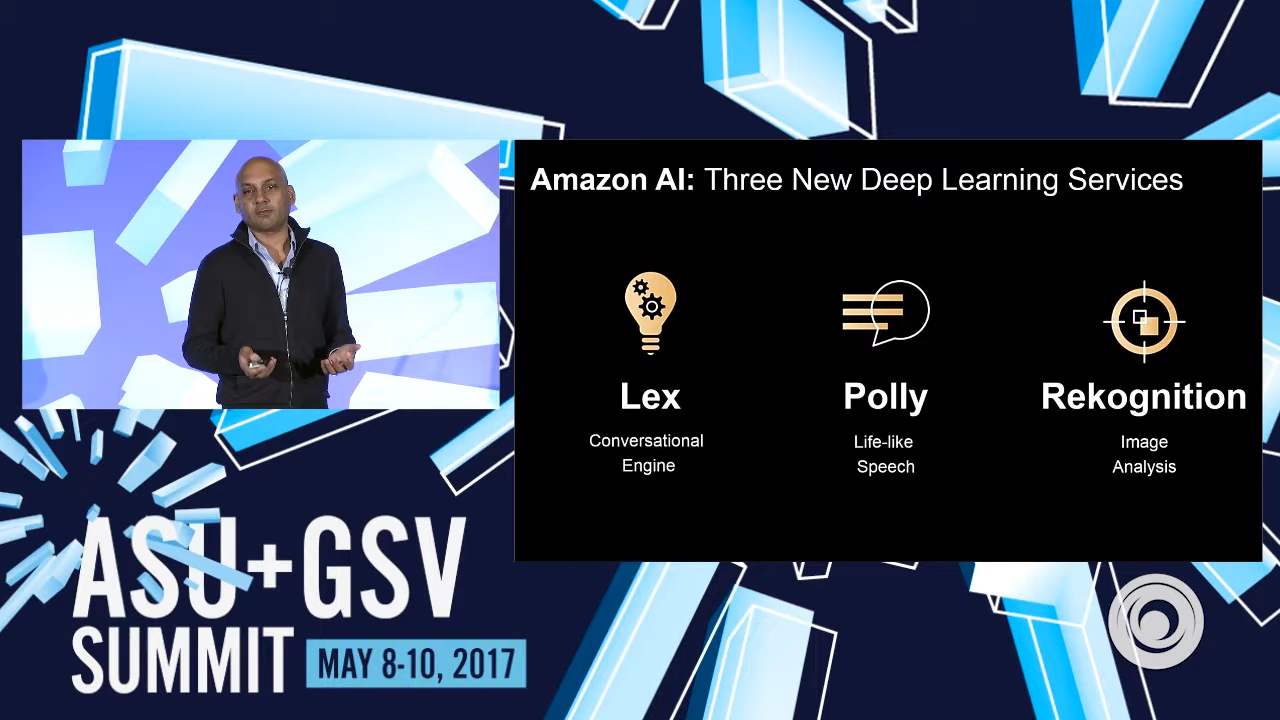 Amazon AI: Three New Deep Learning Services
Lex
Conversational
Engine
Polly
Life-like
Speech
Rekognition
Image
Analysis
ASU+GSV
SUMMIT
MAY 8-10, 2017